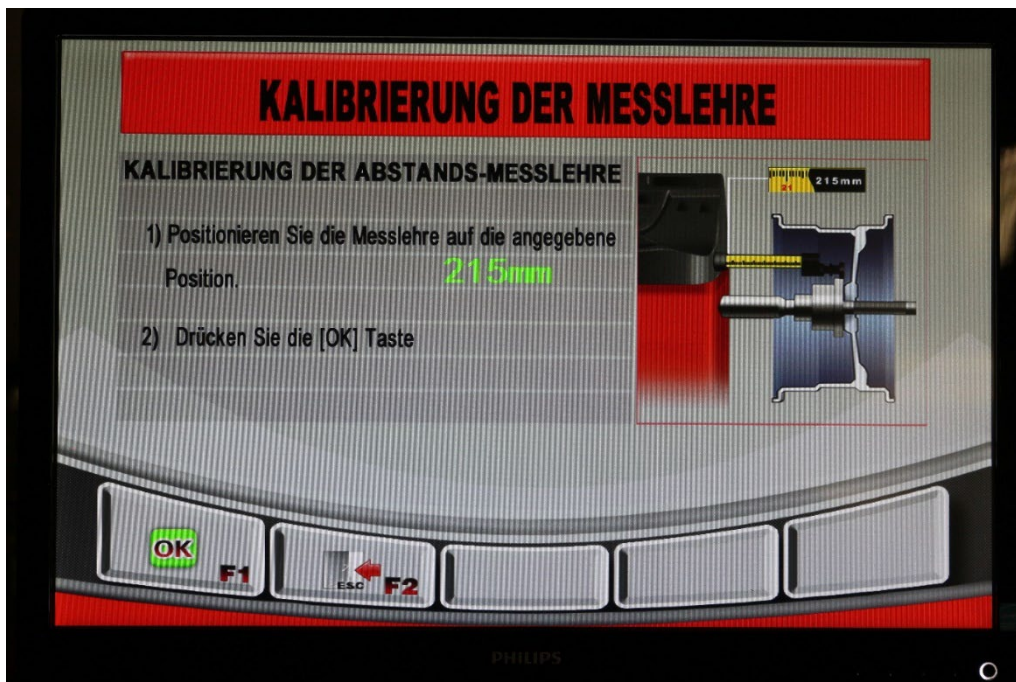 KALIBRIERUNG DER MESSLEHRE
KALIBRIERUNG DER ABSTANDS-MESSLEHRE
1) Positionieren Sie die Messlehre auf die angegebene
Position. 215mm
2) Drücken Sie die [OK] Taste
21 215mm
OK F1
ESC F2
PHILIPS